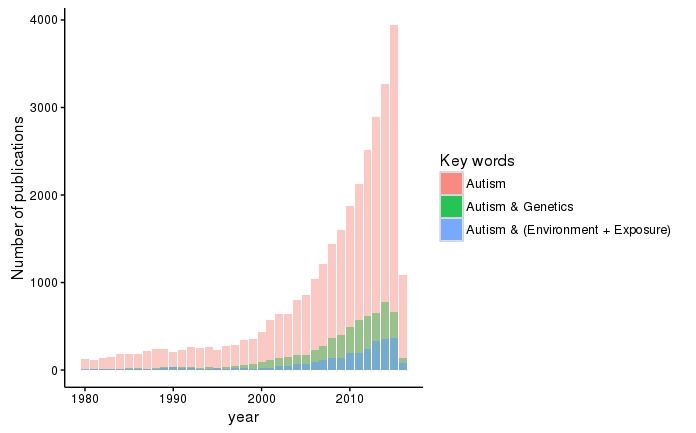 4000
3000
2000
1000
0
Number of publications
1980
1990
2000
2010
year
Key words
Autism
Autism & Genetics
Autism & (Environment + Exposure)